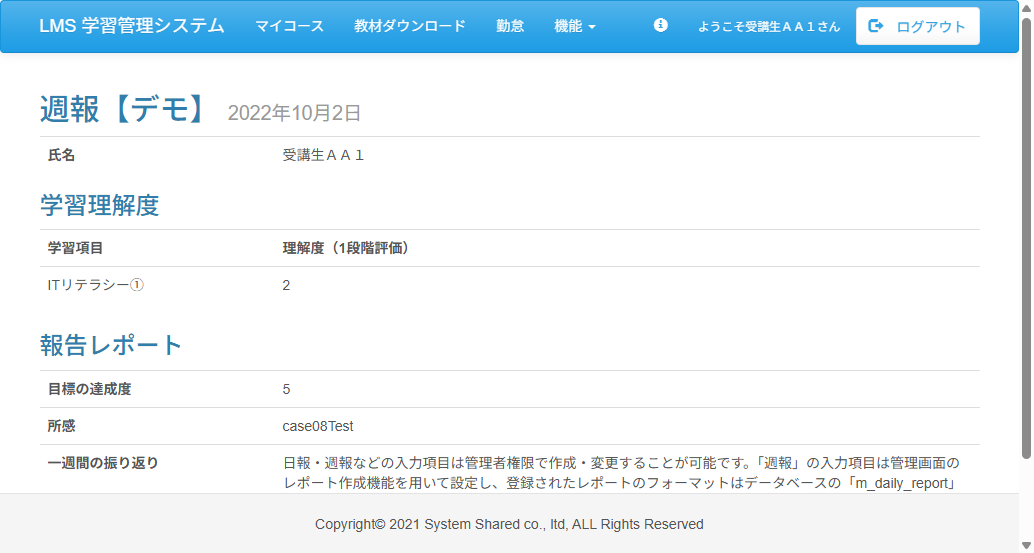 LMS 学習管理システム マイコース 教材ダウンロード 勤怠 機能 ようこそ受講生ＡＡ１さん ログアウト
週報【デモ】 2022年10月2日
氏名 受講生ＡＡ１
学習理解度
学習項目 理解度（1段階評価）
ITリテラシー① 2
報告レポート
目標の達成度 5
所感 case08Test
一週間の振り返り 日報・週報などの入力項目は管理者権限で作成・変更することが可能です。「週報」の入力項目は管理画面の
レポート作成機能を用いて設定し、登録されたレポートのフォーマットはデータベースの「m_daily_report」
Copyright© 2021 System Shared co., ltd, ALL Rights Reserved